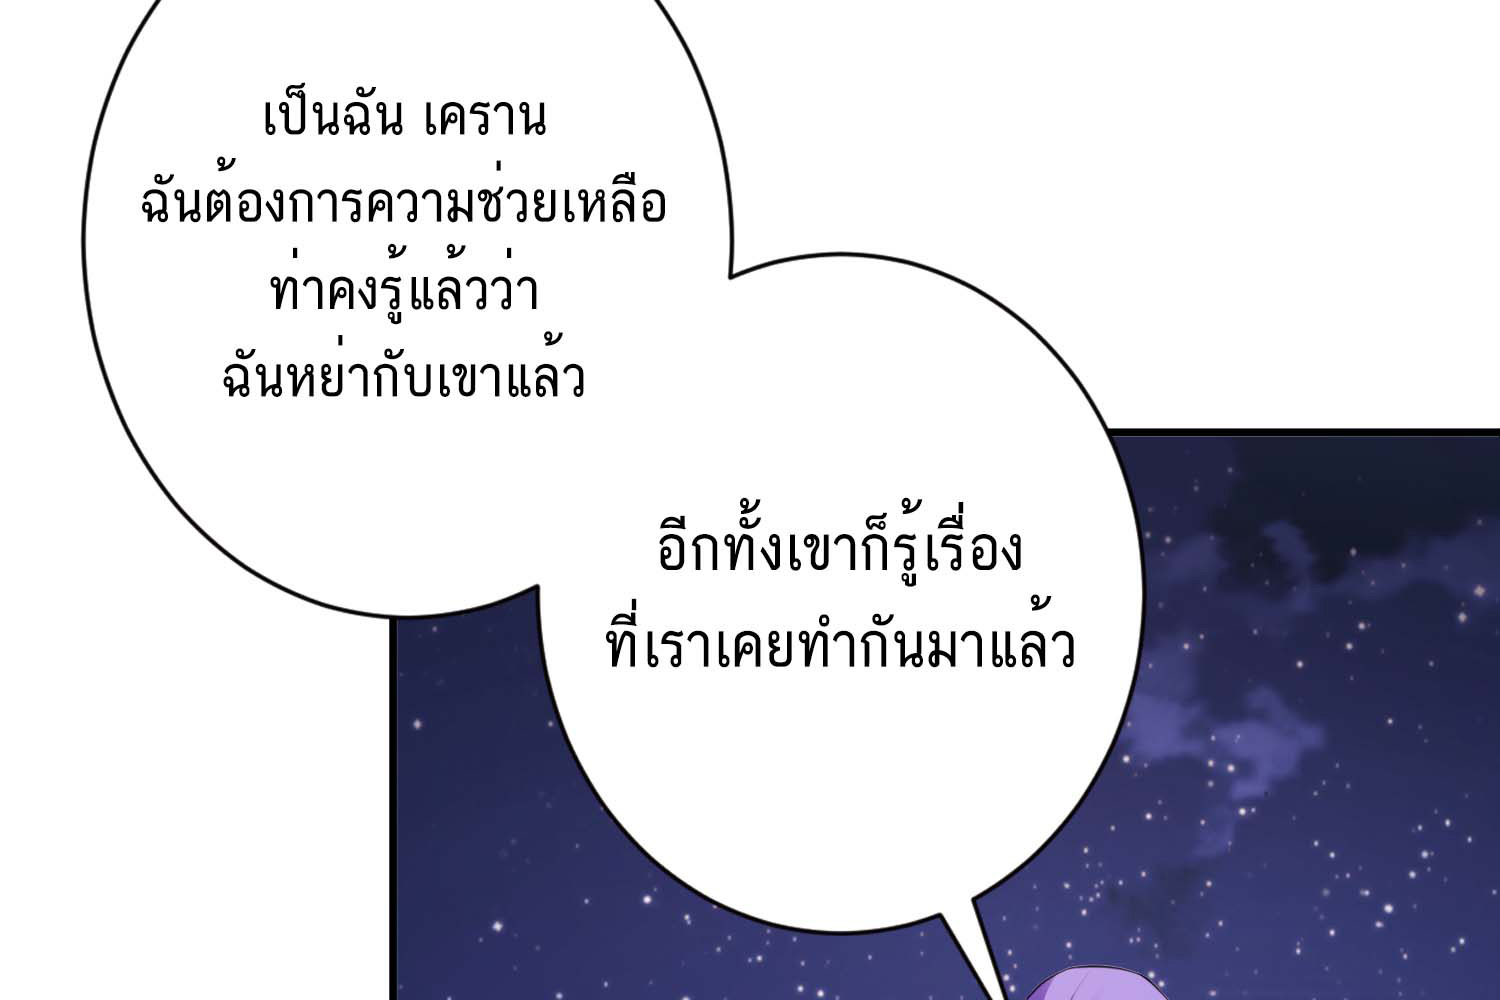 เป็นฉัน เคราน
ฉันต้องการความช่วยเหลือ
ท่าคงรู้แล้วว่า
ฉันหย่ากับเขาแล้ว
อีกทั้งเขาก็รู้เรื่อง
ที่เราเคยทำกันมาแล้ว